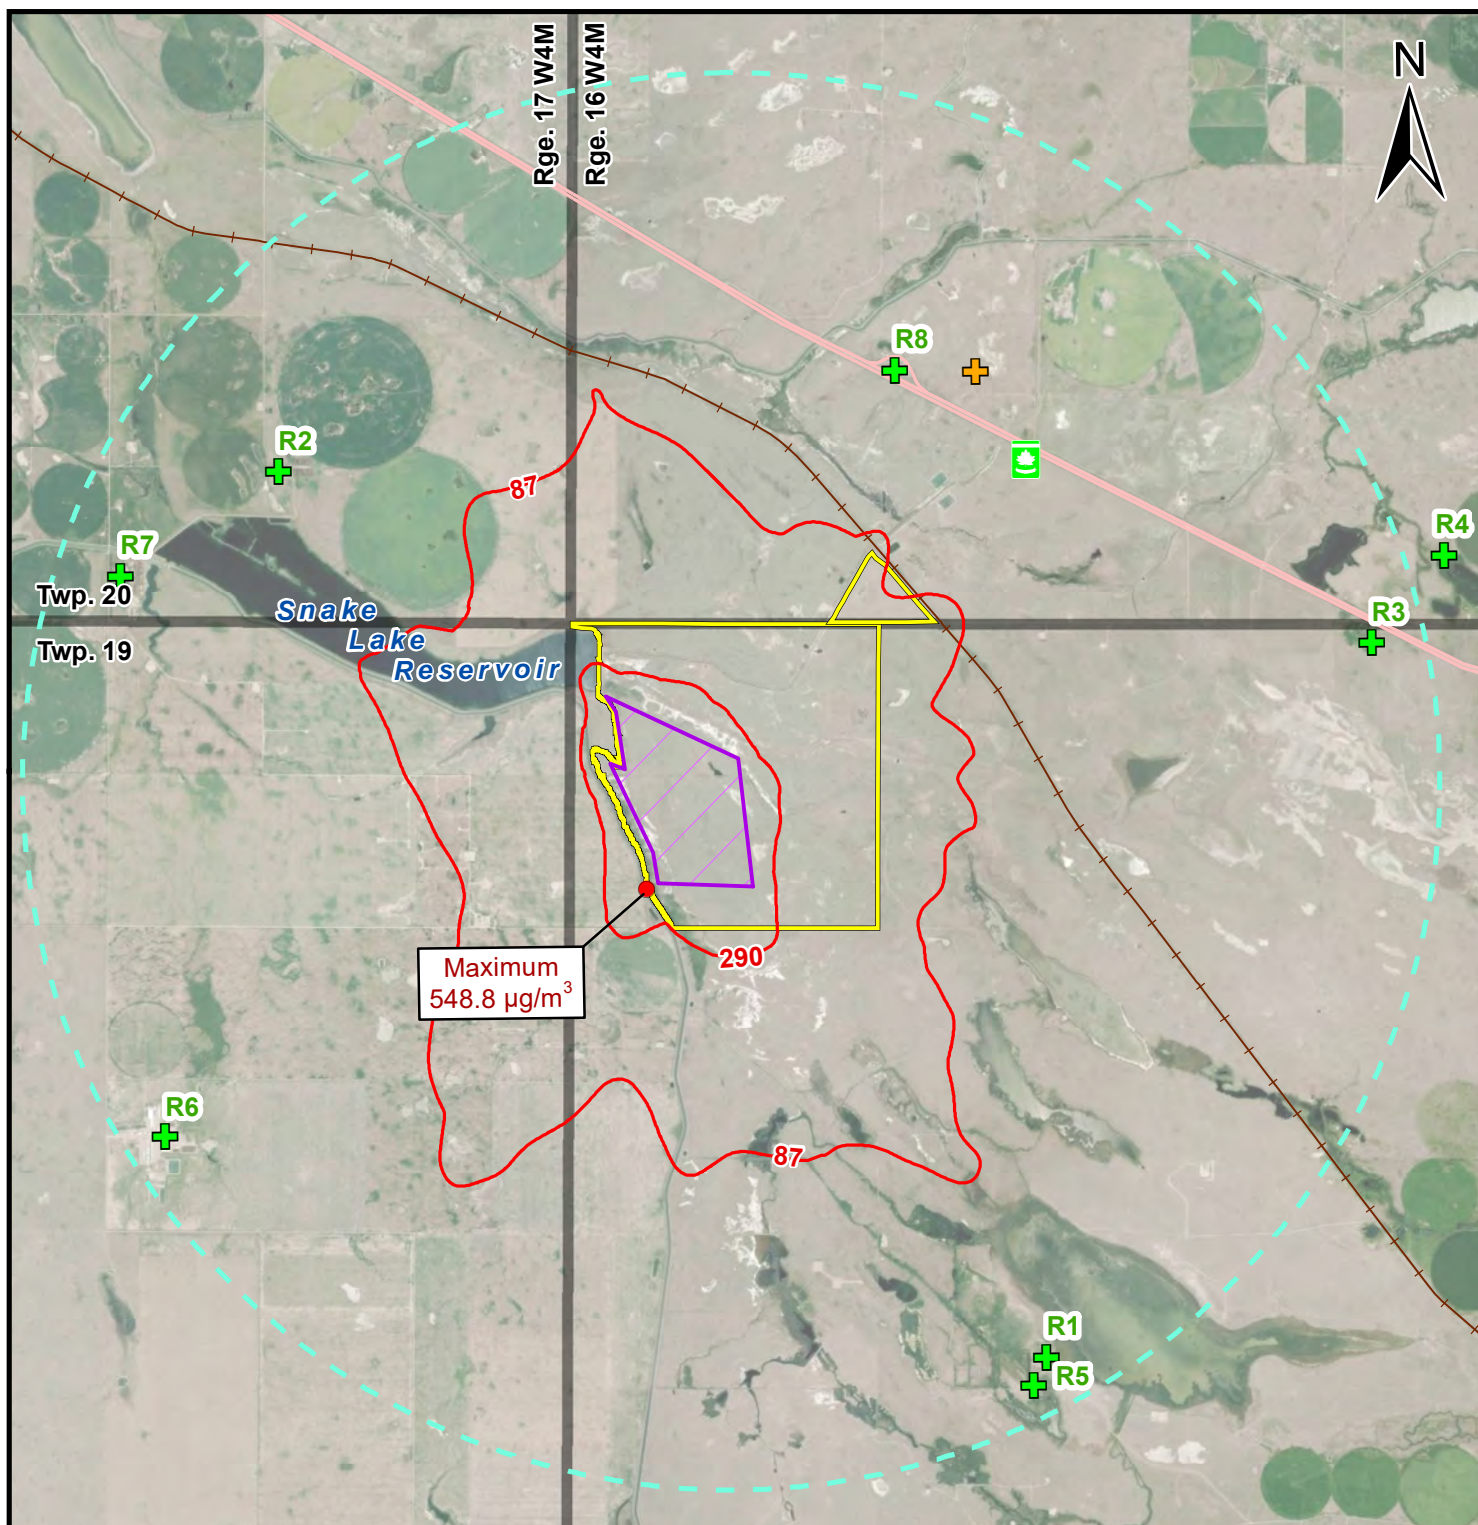 Rge. 17 W4M
Rge. 16 W4M
N
R8
R2
87
R7
R4
Twp. 20
Snake
R3
Lake
Twp. 19
Reservoir
290
Maximum
548.8 µg/m³
R6
87
R1
R5